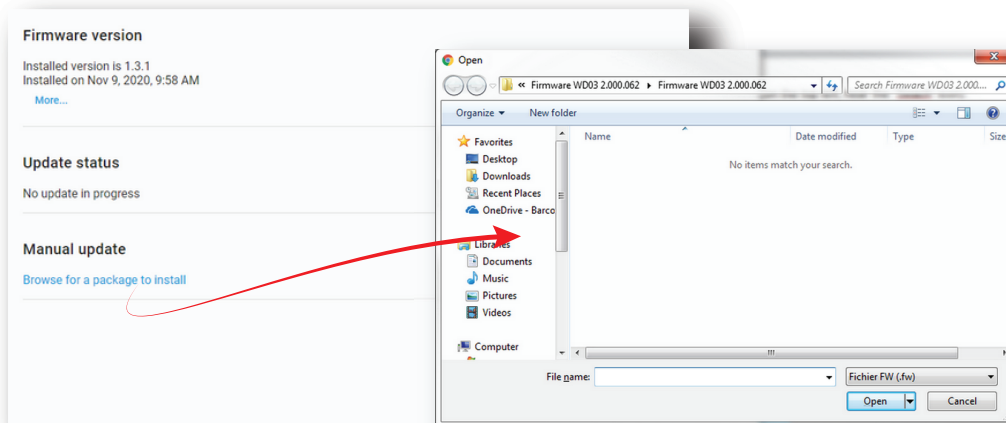 Firmware version
Installed version is 1.3.1
Installed on Nov 9, 2020, 9:58 AM
More...
Update status
No update in progress
Manual update
Browse for a package to install
Open
« Firmware WD03 2.000.062 Firmware WD03 2.000.062
Search Firmware WD03 2.000....
Organize New folder
Name Date modified Type Size
Favorites
Desktop
Downloads
Recent Places
OneDrive - Barco
Libraries
Documents
Music
Pictures
Videos
Computer
No items match your search.
File name: Fichier FW (.fw)
Open Cancel